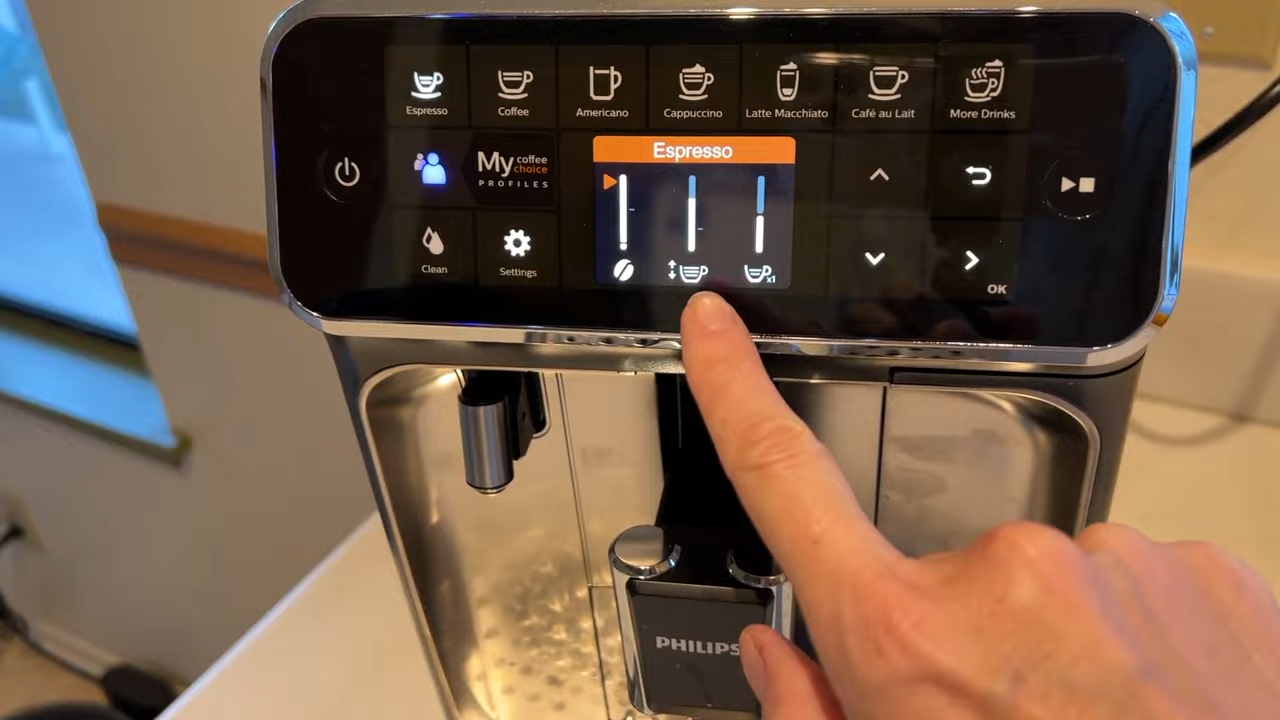 Espresso
Coffee
Americano
Cappuccino
Latte Macchiato
Café au Lait
More Drinks
My coffee choice
PROFILES
Espresso
Clean
Settings
x1
OK
PHILIPS